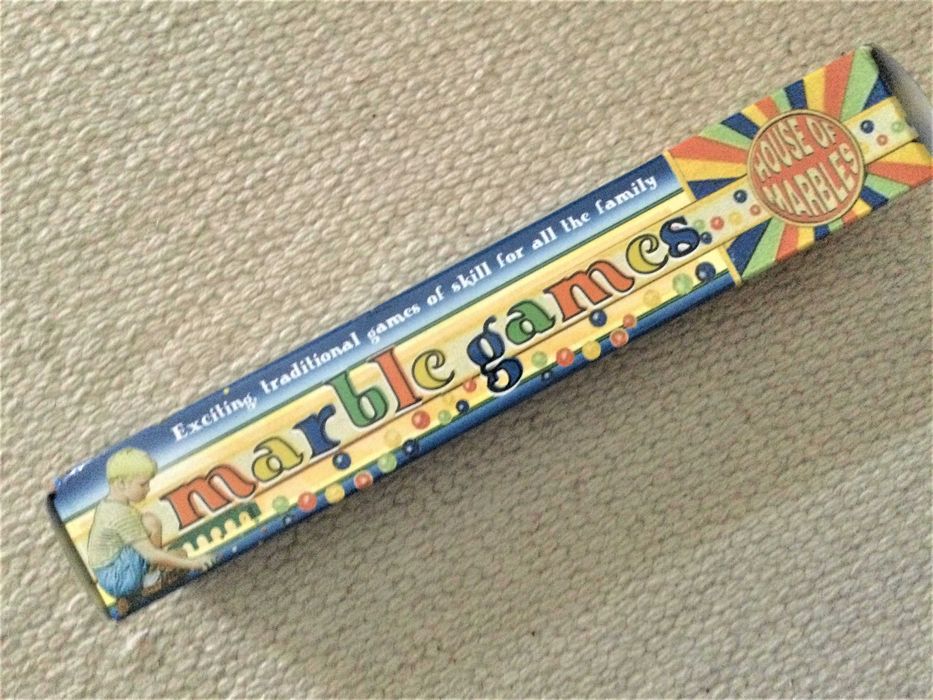 Exciting, traditional games of skill for all the family
marble games
HOUSE OF
MARBLES